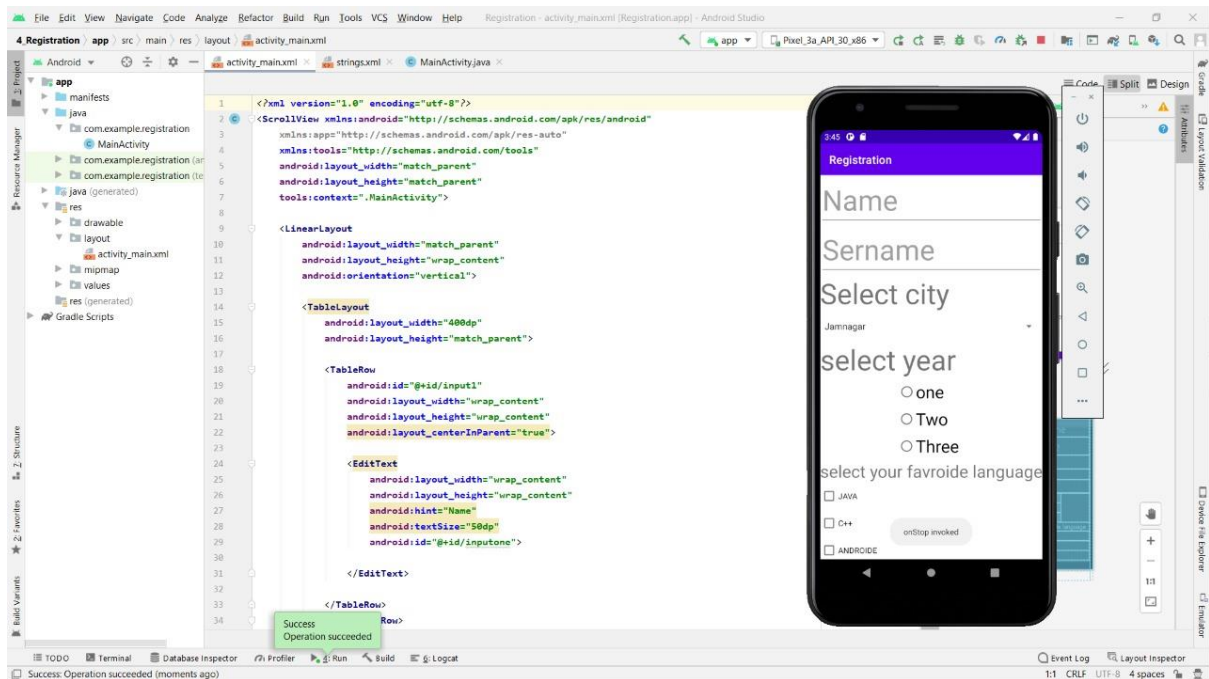 File Edit View Navigate Code Analyze Refactor Build Run Tools VCS Window Help Registration - activity_main.xml [Registration.app] - Android Studio
4_Registration app src main res layout activity_main.xml
app Pixel_3a_API_30_x86
Android
activity_main.xml strings.xml MainActivity.java
Code Split Design
1: Project
Resource Manager
Z: Structure
2: Favorites
Build Variants
app
manifests
java
com.example.registration
MainActivity
com.example.registration (an
com.example.registration (te
java (generated)
res
drawable
layout
activity_main.xml
mipmap
values
res (generated)
Gradle Scripts
1 <?xml version="1.0" encoding="utf-8"?>
2 <ScrollView xmlns:android="http://schemas.android.com/apk/res/android"
3 xmlns:app="http://schemas.android.com/apk/res-auto"
4 xmlns:tools="http://schemas.android.com/tools"
5 android:layout_width="match_parent"
6 android:layout_height="match_parent"
7 tools:context=".MainActivity">
8
9 <LinearLayout
10 android:layout_width="match_parent"
11 android:layout_height="wrap_content"
12 android:orientation="vertical">
13
14 <TableLayout
15 android:layout_width="400dp"
16 android:layout_height="match_parent">
17
18 <TableRow
19 android:id="@+id/input1"
20 android:layout_width="wrap_content"
21 android:layout_height="wrap_content"
22 android:layout_centerInParent="true">
23
24 <EditText
25 android:layout_width="wrap_content"
26 android:layout_height="wrap_content"
27 android:hint="Name"
28 android:textSize="50dp"
29 android:id="@+id/inputone">
30
31 </EditText>
32
33 </TableRow>
34 Row>
Success
Operation succeeded
3:45
Registration
Name
Sername
Select city
Jamnagar
select year
one
Two
Three
select your favroide language
JAVA
C++
ANDROIDE
onStop invoked
1:1
Gradle
Layout Validation
Attributes
Device File Explorer
Emulator
TODO Terminal Database Inspector Profiler 4: Run Build 6: Logcat Event Log Layout Inspector
Success: Operation succeeded (moments ago) 1:1 CRLF UTF-8 4 spaces